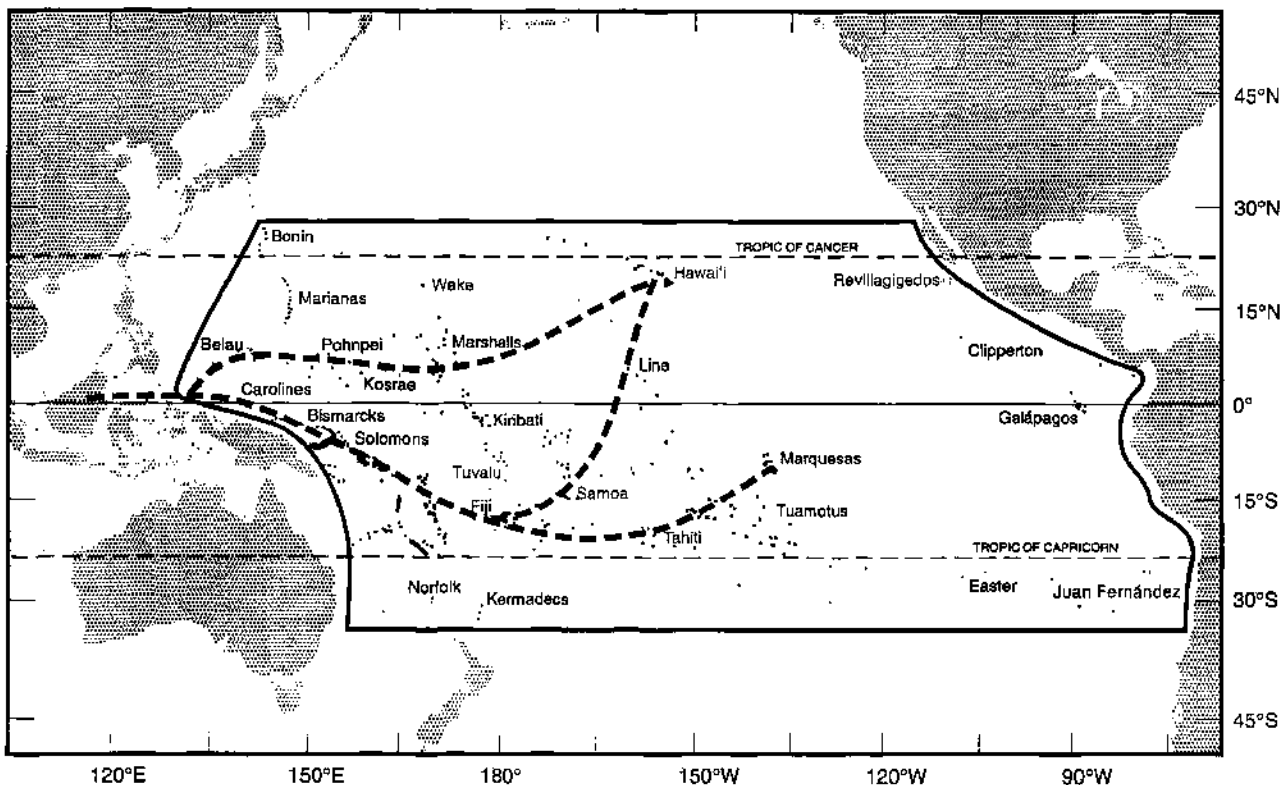 45°N
30°N
Bonin
TROPIC OF CANCER
Hawai'i
Revillagigedos
Wake
Marianas
15°N
Belau
Pohnpei
Marshalls
Clipperton
Line
Kosrae
Carolines
0°
Bismarcks
Kiribati
Galápagos
Solomons
Marquesas
Tuvalu
Samoa
15°S
Fiji
Tuamotus
Tahiti
TROPIC OF CAPRICORN
Norfolk
Easter
Juan Fernández
Kermadecs
30°S
45°S
120°E 150°E 180° 150°W 120°W 90°W